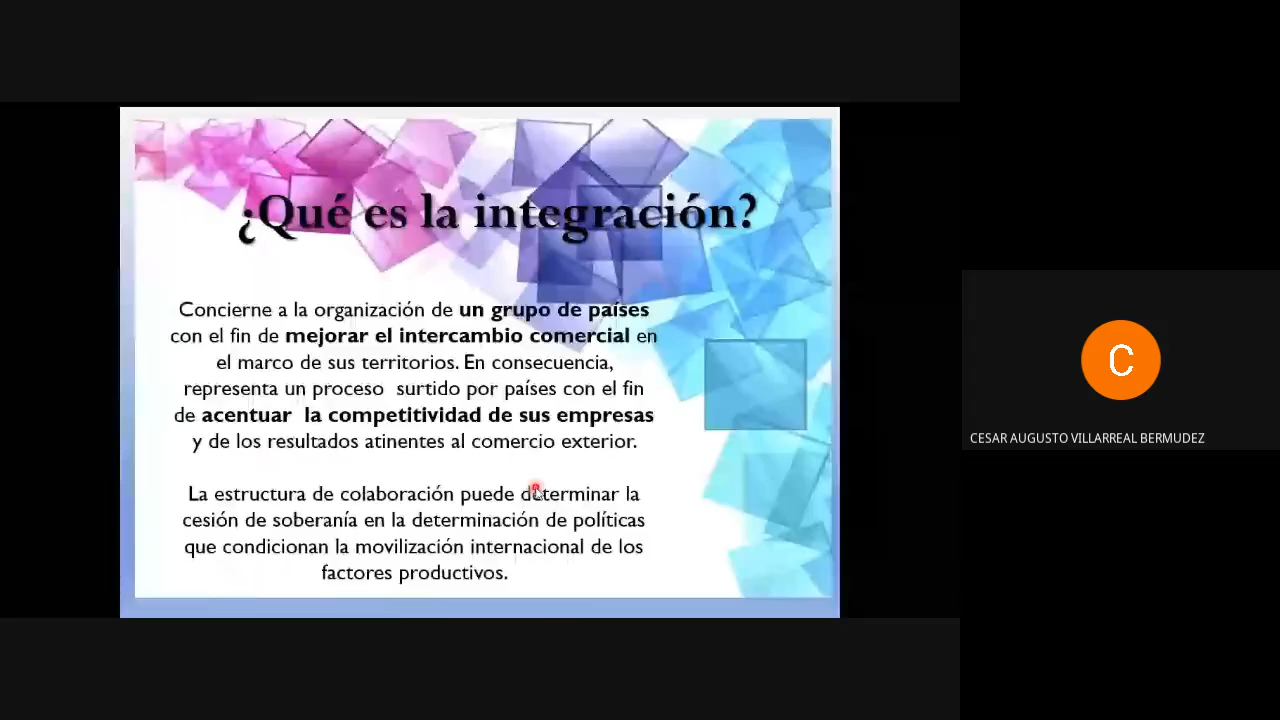 ¿Qué es la integración?
Concierne a la organización de un grupo de países
con el fin de mejorar el intercambio comercial en
el marco de sus territorios. En consecuencia,
representa un proceso surtido por países con el fin
de acentuar la competitividad de sus empresas
y de los resultados atinentes al comercio exterior.
La estructura de colaboración puede determinar la
cesión de soberanía en la determinación de políticas
que condicionan la movilización internacional de los
factores productivos.
C
CESAR AUGUSTO VILLARREAL BERMUDEZ